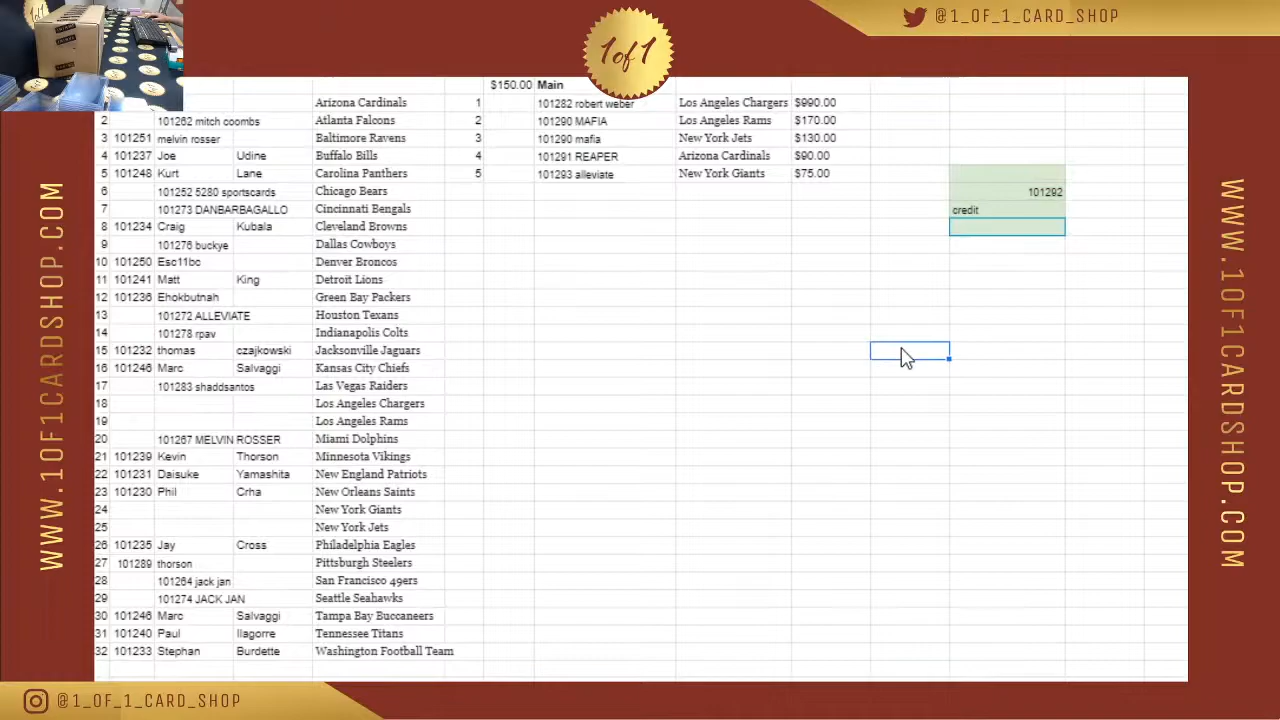 1of1
@1_OF_1_CARD_SHOP
WWW.1OF1CARDSHOP.COM
$150.00 Main
Arizona Cardinals 1 101282 robert weber Los Angeles Chargers $990.00
2 101262 mitch coombs Atlanta Falcons 2 101290 MAFIA Los Angeles Rams $170.00
3 101251 melvin rosser Baltimore Ravens 3 101290 mafia New York Jets $130.00
4 101237 Joe Udine Buffalo Bills 4 101291 REAPER Arizona Cardinals $90.00
5 101248 Kurt Lane Carolina Panthers 5 101293 alleviate New York Giants $75.00
6 101252 5280 sportscards Chicago Bears 101292
7 101273 DANBARBAGALLO Cincinnati Bengals credit
8 101234 Craig Kubala Cleveland Browns
9 101276 buckye Dallas Cowboys
10 101250 Esc11bc Denver Broncos
11 101241 Matt King Detroit Lions
12 101236 Ehokbutnah Green Bay Packers
13 101272 ALLEVIATE Houston Texans
14 101278 rpav Indianapolis Colts
15 101232 thomas czajkowski Jacksonville Jaguars
16 101246 Marc Salvaggi Kansas City Chiefs
17 101283 shaddsantos Las Vegas Raiders
18 Los Angeles Chargers
19 Los Angeles Rams
20 101267 MELVIN ROSSER Miami Dolphins
21 101239 Kevin Thorson Minnesota Vikings
22 101231 Daisuke Yamashita New England Patriots
23 101230 Phil Crha New Orleans Saints
24 New York Giants
25 New York Jets
26 101235 Jay Cross Philadelphia Eagles
27 101289 thorson Pittsburgh Steelers
28 101264 jack jan San Francisco 49ers
29 101274 JACK JAN Seattle Seahawks
30 101246 Marc Salvaggi Tampa Bay Buccaneers
31 101240 Paul Ilagorre Tennessee Titans
32 101233 Stephan Burdette Washington Football Team
WWW.1OF1CARDSHOP.COM
@1_OF_1_CARD_SHOP